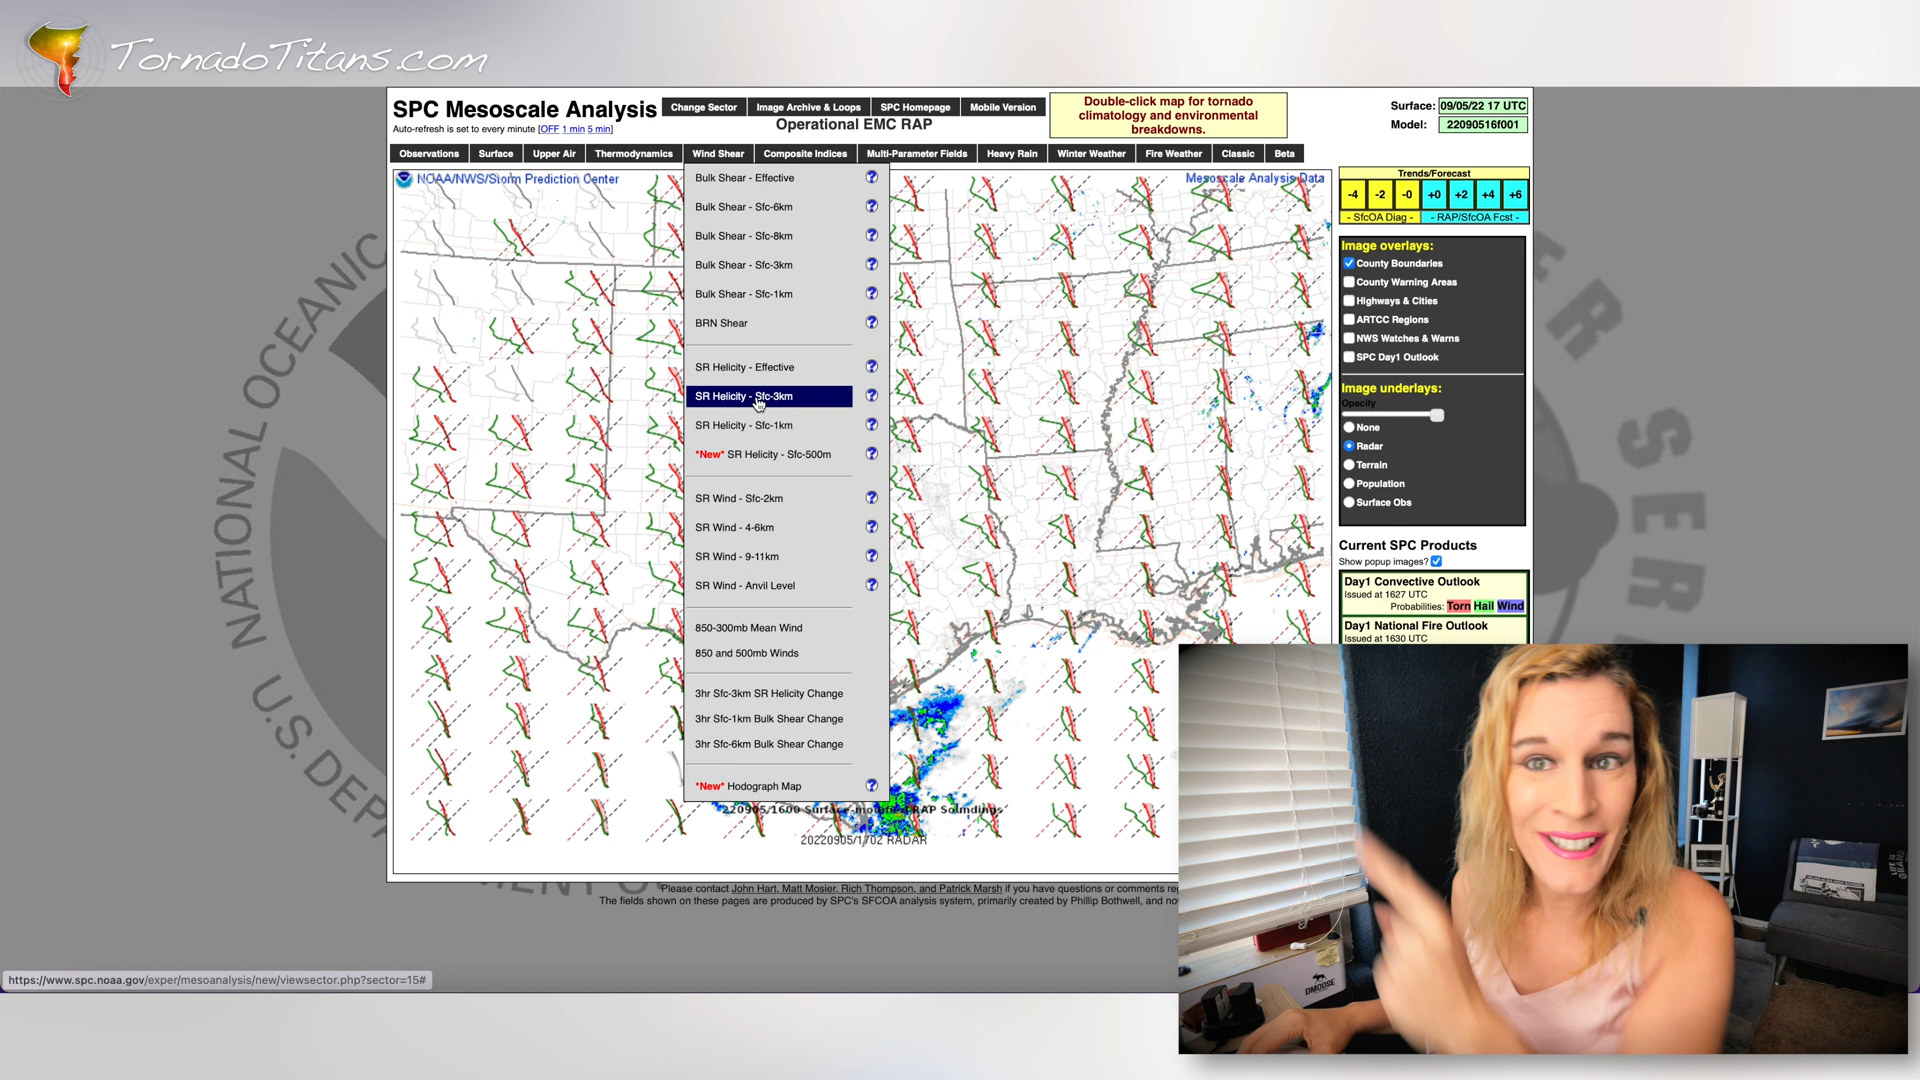 TornadoTitans.com
SPC Mesoscale Analysis
Change Sector
Image Archive & Loops
SPC Homepage
Mobile Version
Double-click map for tornado
climatology and environmental
breakdowns.
Surface: 09/05/22 17 UTC
Auto-refresh is set to every minute [OFF 1 min 5 min]
Operational EMC RAP
Model: 22090516f001
Observations
Surface
Upper Air
Thermodynamics
Wind Shear
Composite Indices
Multi-Parameter Fields
Heavy Rain
Winter Weather
Fire Weather
Classic
Beta
NOAA/NWS/Storm Prediction Center
Mesoscale Analysis Data
Bulk Shear - Effective
Bulk Shear - Sfc-6km
Bulk Shear - Sfc-8km
Bulk Shear - Sfc-3km
Bulk Shear - Sfc-1km
BRN Shear
SR Helicity - Effective
SR Helicity - Sfc-3km
SR Helicity - Sfc-1km
*New* SR Helicity - Sfc-500m
SR Wind - Sfc-2km
SR Wind - 4-6km
SR Wind - 9-11km
SR Wind - Anvil Level
850-300mb Mean Wind
850 and 500mb Winds
3hr Sfc-3km SR Helicity Change
3hr Sfc-1km Bulk Shear Change
3hr Sfc-6km Bulk Shear Change
*New* Hodograph Map
220905/1600 Surface-modified RAP Soundings
20220905/1702 RADAR
Trends/Forecast
-4 -2 -0 +0 +2 +4 +6
- SfcOA Diag - - RAP/SfcOA Fcst -
Image overlays:
County Boundaries
County Warning Areas
Highways & Cities
ARTCC Regions
NWS Watches & Warns
SPC Day1 Outlook
Image underlays:
Opacity
None
Radar
Terrain
Population
Surface Obs
Current SPC Products
Show popup images?
Day1 Convective Outlook
Issued at 1627 UTC
Probabilities: Torn Hail Wind
Day1 National Fire Outlook
Issued at 1630 UTC
Please contact John Hart, Matt Mosier, Rich Thompson, and Patrick Marsh if you have questions or comments
The fields shown on these pages are produced by SPC's SFCOA analysis system, primarily created by Phillip Bothwell, and
NATIONAL OCEANIC
U.S.
https://www.spc.noaa.gov/exper/mesoanalysis/new/viewsector.php?sector=15#
DMOOSE